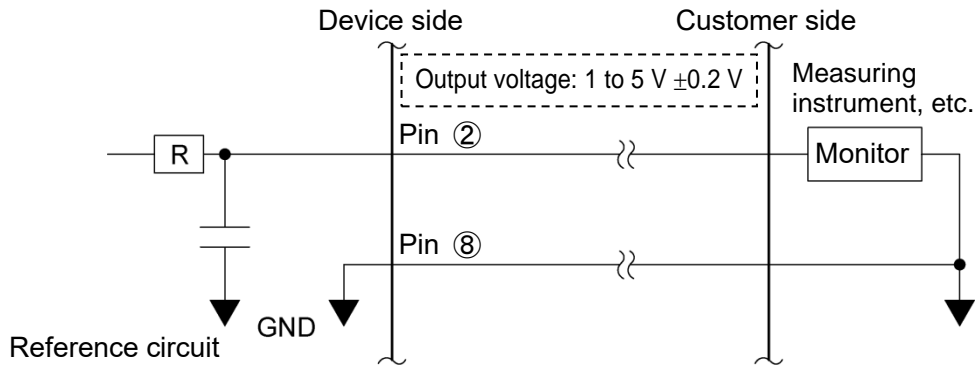 Device side
Customer side
Output voltage: 1 to 5 V ±0.2 V
Measuring
instrument, etc.
Pin ②
R
Monitor
Pin ⑧
GND
Reference circuit